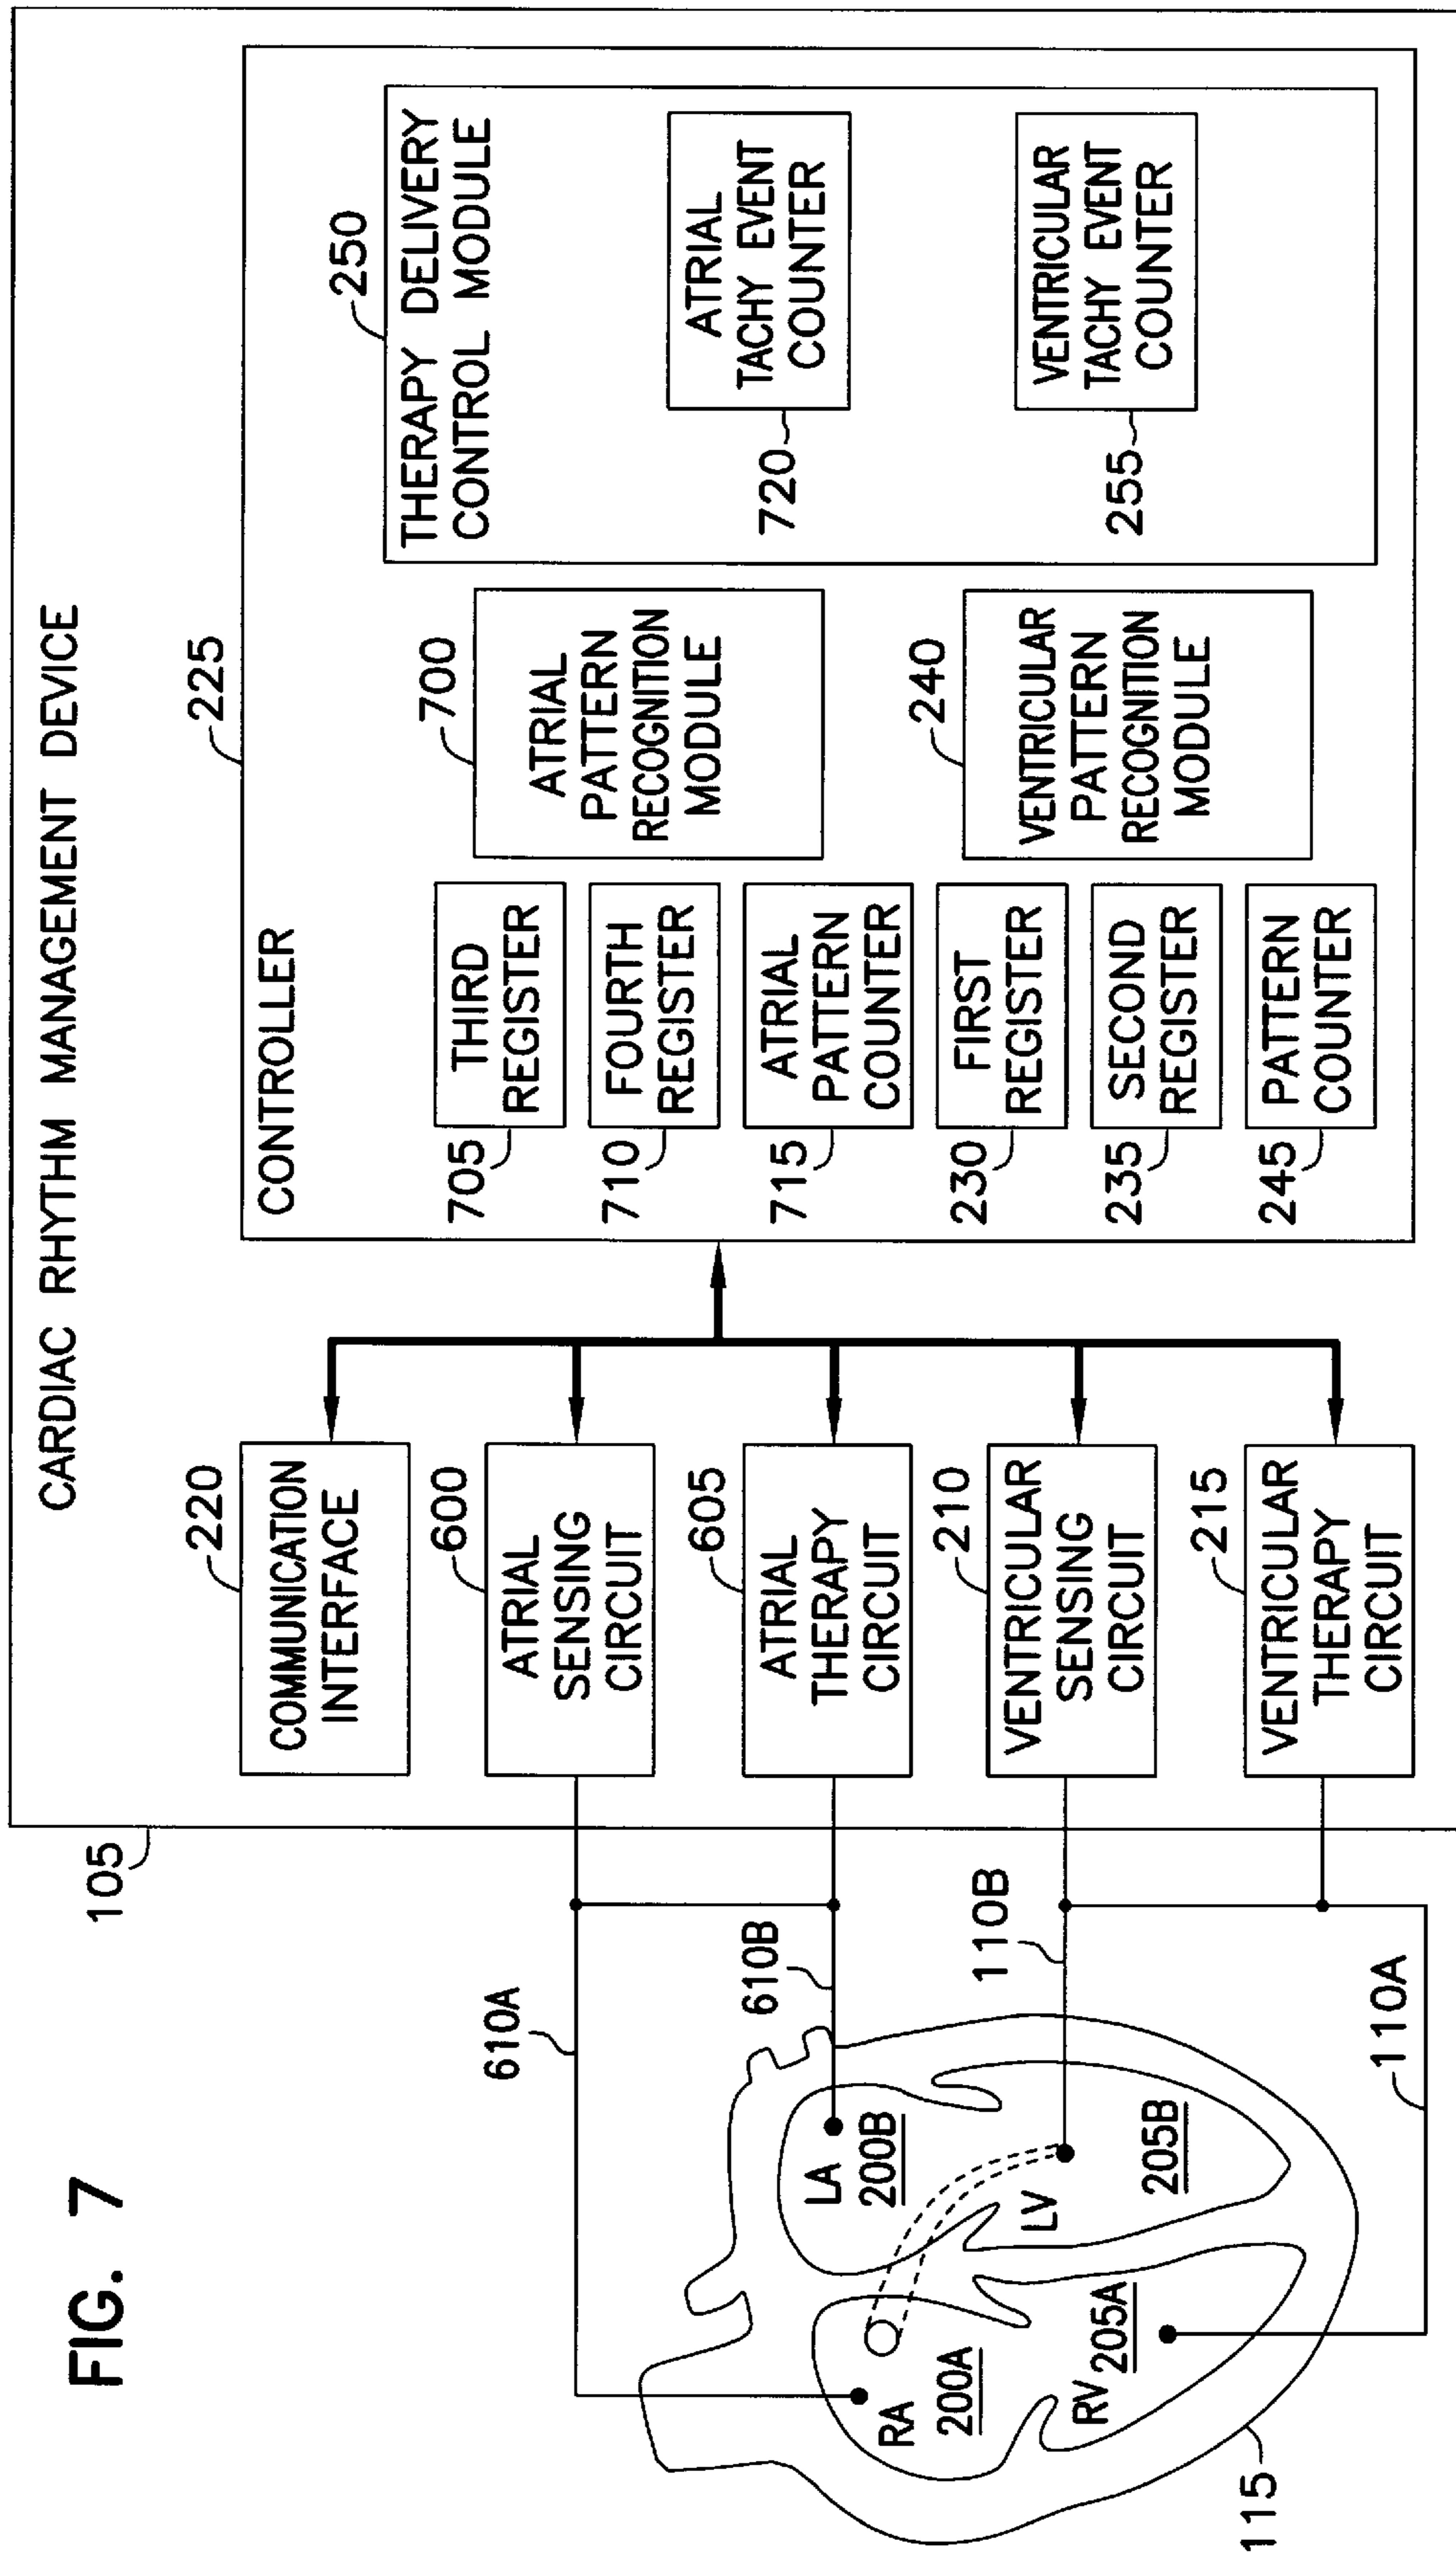 FIG. 7
CARDIAC RHYTHM MANAGEMENT DEVICE
105
220
COMMUNICATION
INTERFACE
600
ATRIAL
SENSING
CIRCUIT
605
ATRIAL
THERAPY
CIRCUIT
210
VENTRICULAR
SENSING
CIRCUIT
215
VENTRICULAR
THERAPY
CIRCUIT
610A
610B
110B
110A
LA
200B
LV
205B
RA
200A
RV
205A
115
225
CONTROLLER
705
THIRD
REGISTER
710
FOURTH
REGISTER
715
ATRIAL
PATTERN
COUNTER
230
FIRST
REGISTER
235
SECOND
REGISTER
245
PATTERN
COUNTER
700
ATRIAL
PATTERN
RECOGNITION
MODULE
240
VENTRICULAR
PATTERN
RECOGNITION
MODULE
250
THERAPY DELIVERY
CONTROL MODULE
720
ATRIAL
TACHY EVENT
COUNTER
255
VENTRICULAR
TACHY EVENT
COUNTER